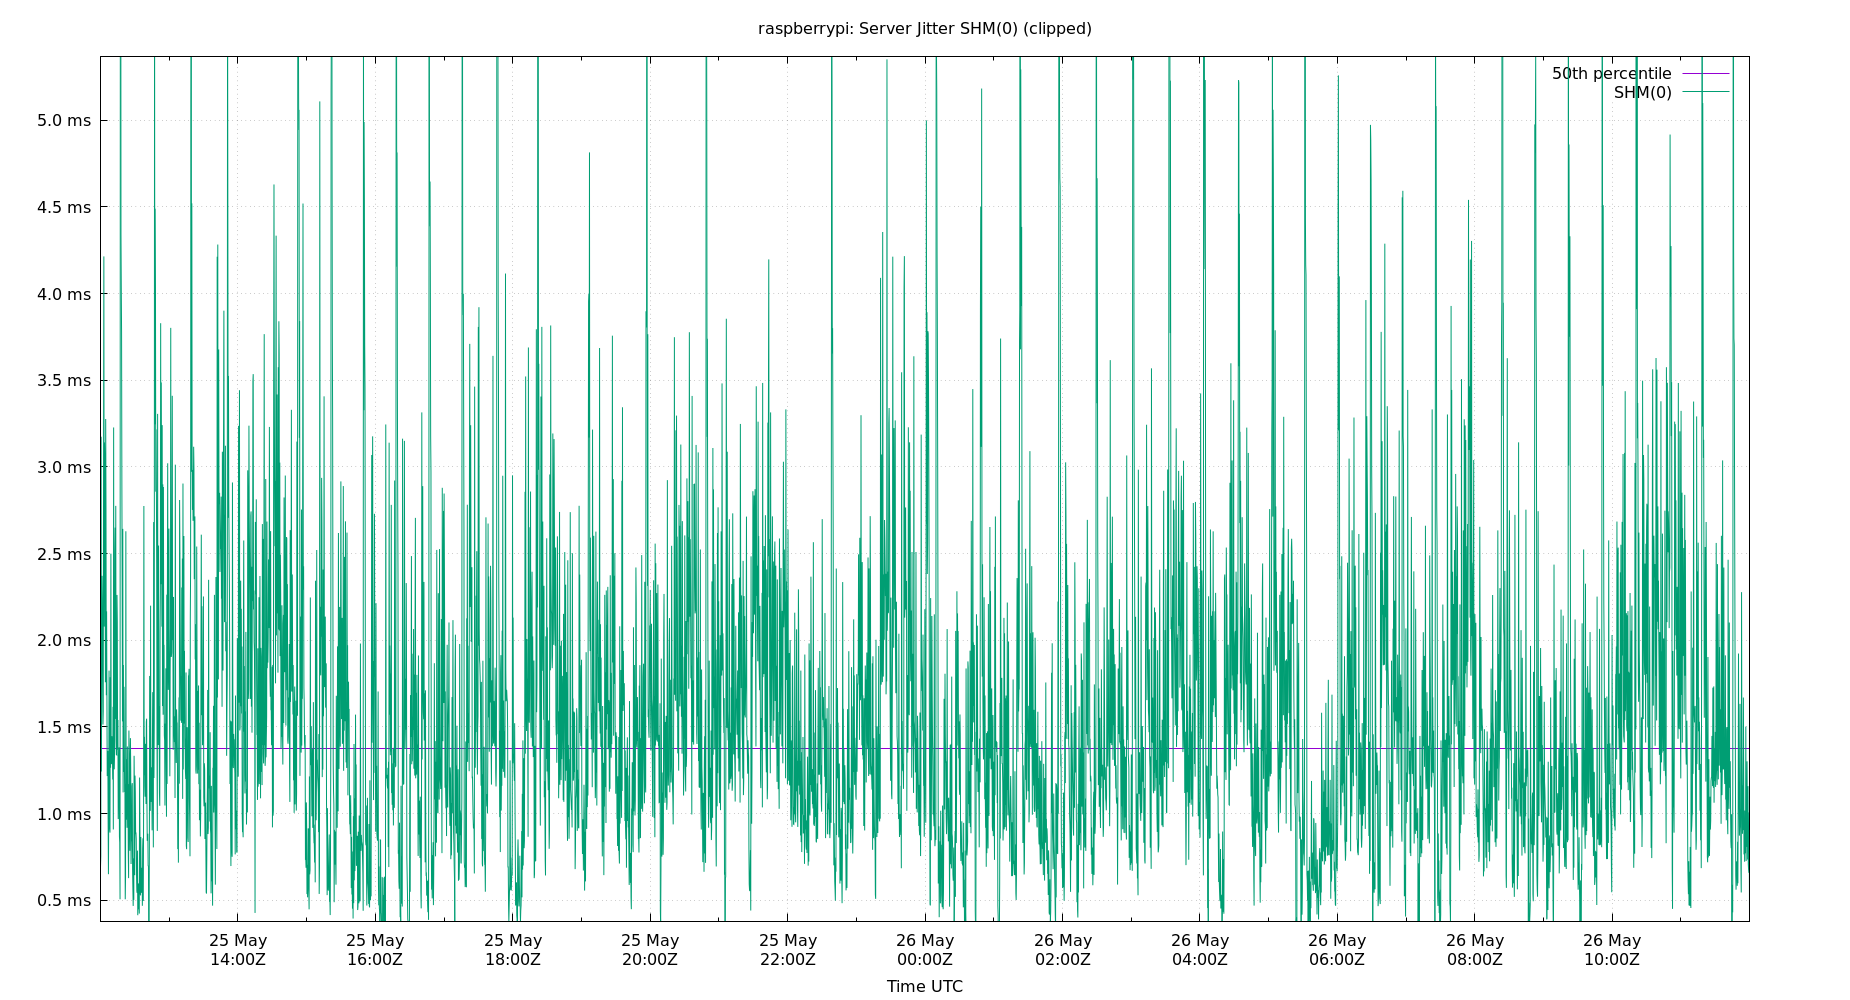 raspberrypi: Server Jitter SHM(0) (clipped)
50th percentile
SHM(0)
5.0 ms
4.5 ms
4.0 ms
3.5 ms
3.0 ms
2.5 ms
2.0 ms
1.5 ms
1.0 ms
0.5 ms
25 May 25 May 25 May 25 May 25 May 26 May 26 May 26 May 26 May 26 May 26 May
14:00Z 16:00Z 18:00Z 20:00Z 22:00Z 00:00Z 02:00Z 04:00Z 06:00Z 08:00Z 10:00Z
Time UTC